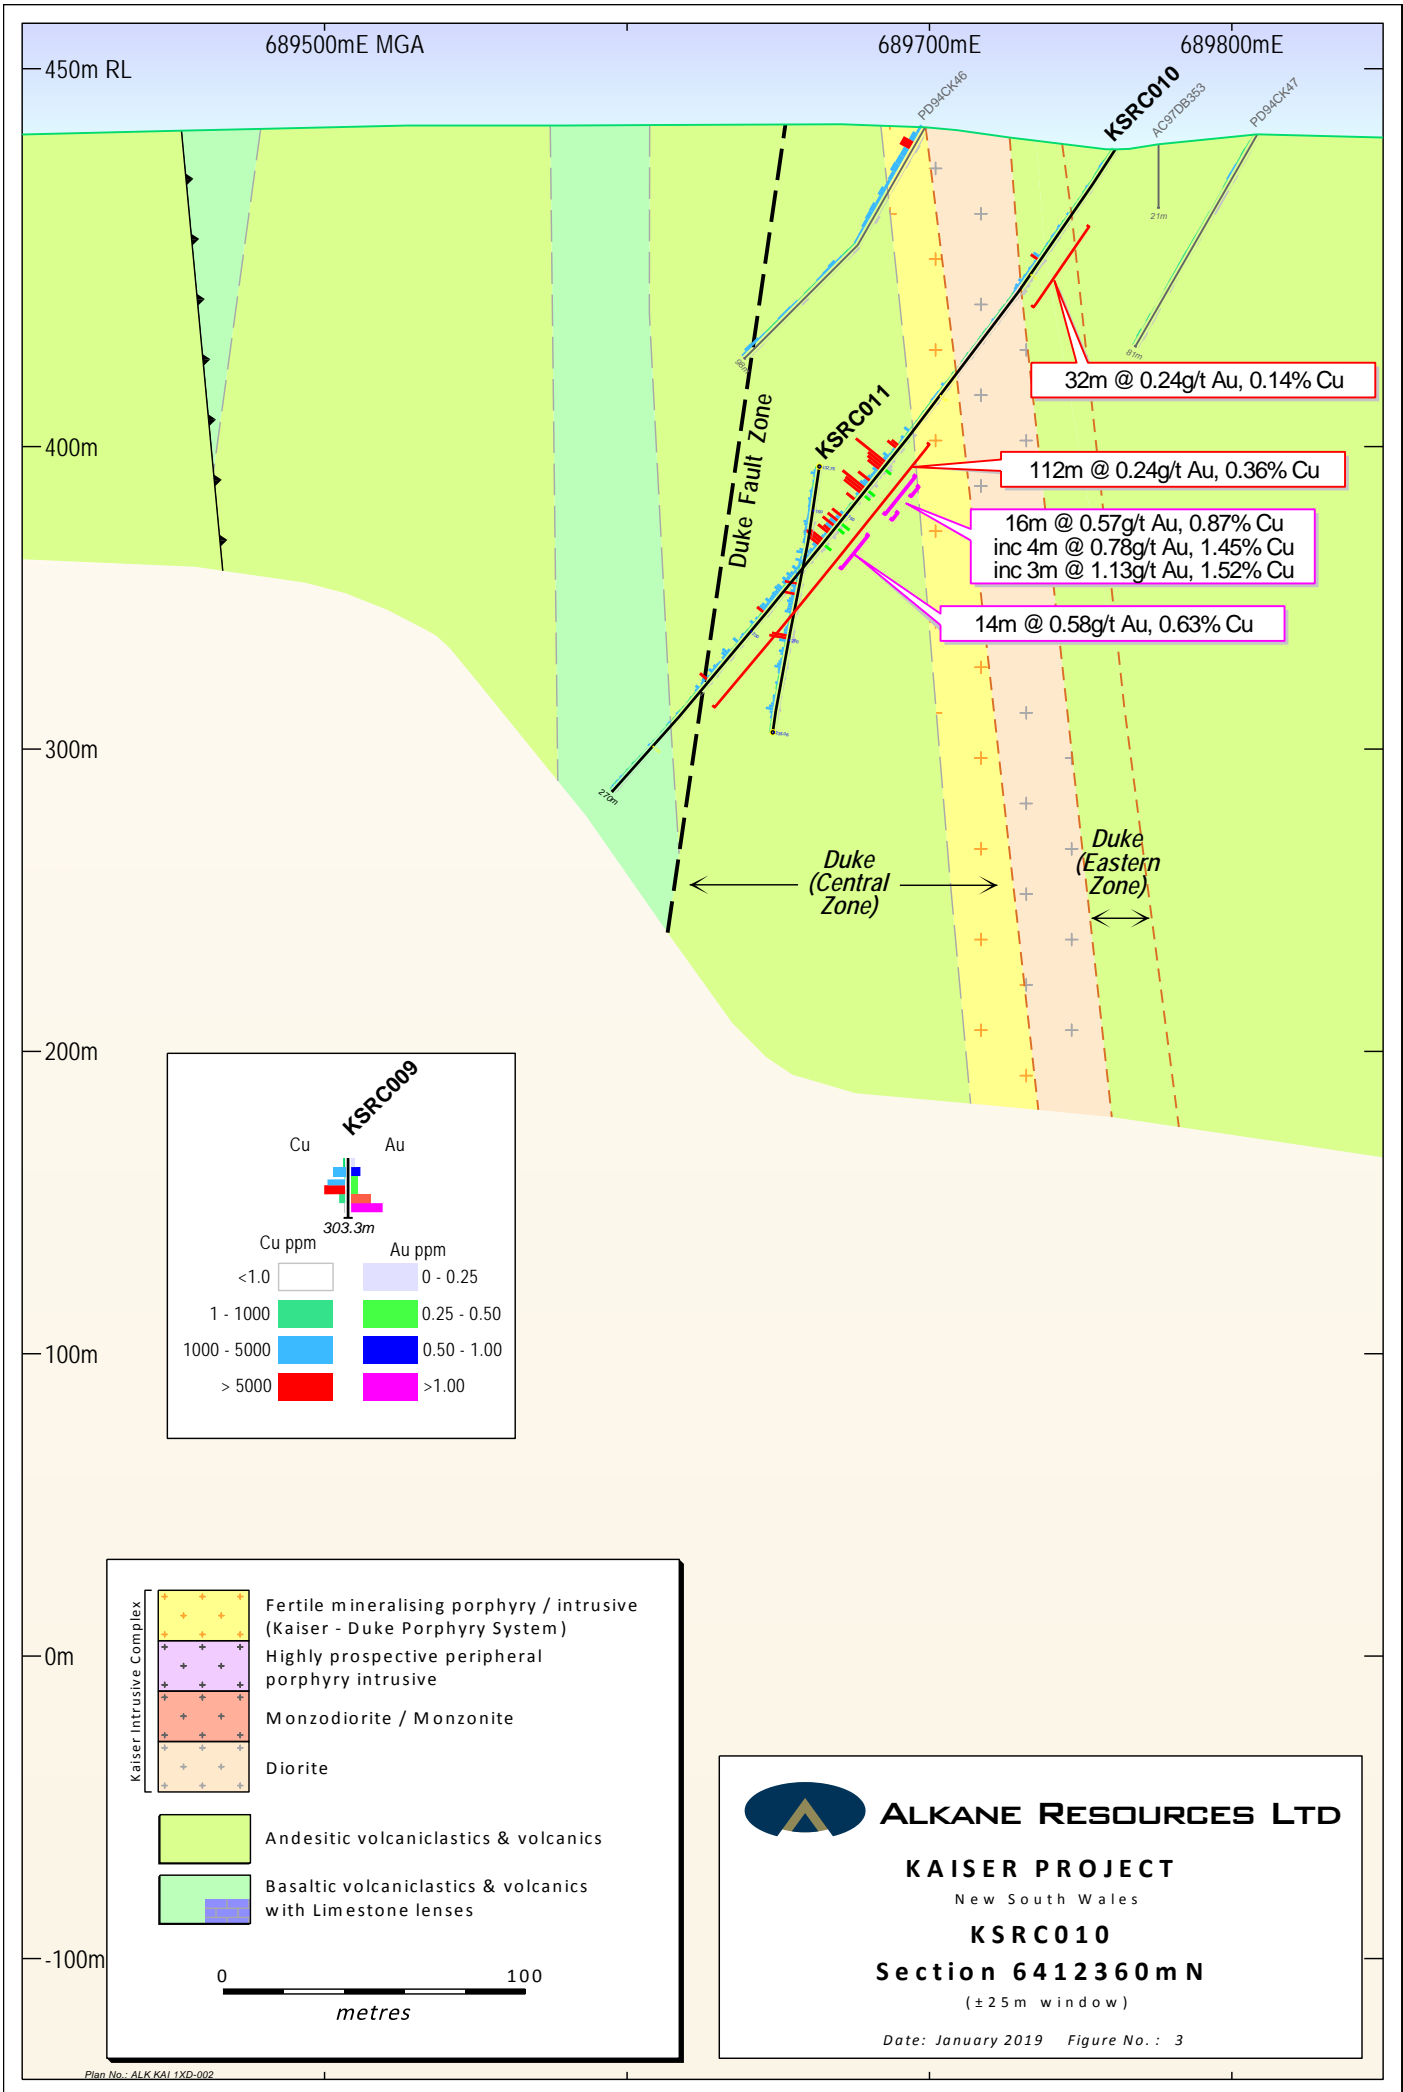 689500mE MGA
689700mE
689800mE
450m RL
PD94CK46
KSRC010
AC97DB353
PD94CK47
21m
81m
98m
32m @ 0.24g/t Au, 0.14% Cu
Duke Fault Zone
KSRC011
400m
112m @ 0.24g/t Au, 0.36% Cu
16m @ 0.57g/t Au, 0.87% Cu
inc 4m @ 0.78g/t Au, 1.45% Cu
inc 3m @ 1.13g/t Au, 1.52% Cu
14m @ 0.58g/t Au, 0.63% Cu
300m
270m
Duke
(Central
Zone)
Duke
(Eastern
Zone)
200m
KSRC009
Cu Au
303.3m
Cu ppm Au ppm
<1.0 0 - 0.25
1 - 1000 0.25 - 0.50
1000 - 5000 0.50 - 1.00
> 5000 >1.00
100m
0m
-100m
Kaiser Intrusive Complex
Fertile mineralising porphyry / intrusive
(Kaiser - Duke Porphyry System)
Highly prospective peripheral
porphyry intrusive
Monzodiorite / Monzonite
Diorite
Andesitic volcaniclastics & volcanics
Basaltic volcaniclastics & volcanics
with Limestone lenses
0 100
metres
ALKANE RESOURCES LTD
KAISER PROJECT
New South Wales
KSRC010
Section 6412360mN
(±25m window)
Date: January 2019 Figure No. : 3
Plan No.: ALK KAI 1XD-002